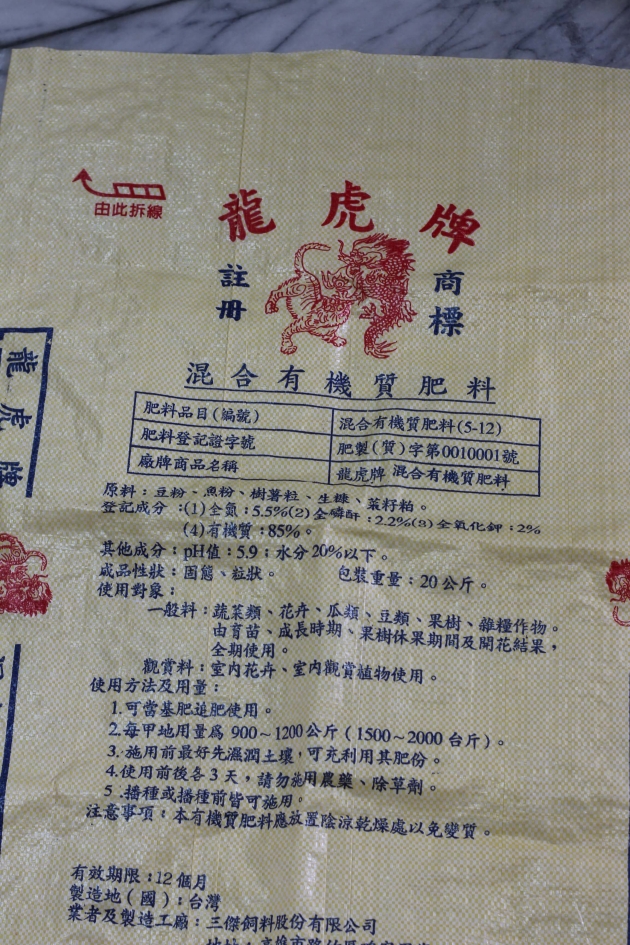 由此拆線
龍虎牌
註冊
商標
混合有機質肥料
肥料品目(編號) 混合有機質肥料(5-12)
肥料登記證字號 肥製(質)字第0010001號
廠牌商品名稱 龍虎牌 混合有機質肥料
原料：豆粉、魚粉、樹薯粒、生糠、菜籽粕。
登記成分：(1)全氮：5.5%(2)全磷酐：2.2%(3)全氧化鉀：2%
(4)有機質：85%。
其他成分：pH值：5.9；水分20%以下。
成品性狀：固態、粒狀。 包裝重量：20公斤。
使用對象：
一般料：蔬菜類、花卉、瓜類、豆類、果樹、雜糧作物。
由育苗、成長時期、果樹休果期間及開花結果，
全期使用。
觀賞料：室內花卉、室內觀賞植物使用。
使用方法及用量：
1.可當基肥追肥使用。
2.每甲地用量為 900~1200公斤(1500~2000台斤)。
3.施用前最好先濕潤土壤，可充利用其肥份。
4.使用前後各3天，請勿施用農藥、除草劑。
5.播種或播種前皆可施用。
注意事項：本有機質肥料應放置陰涼乾燥處以免變質。
有效期限：12個月
製造地(國)：台灣
業者及製造工廠：三傑飼料股份有限公司
龍虎牌